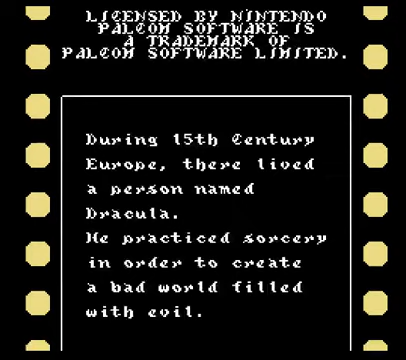 LICENSED BY NINTENDO
PALCOM SOFTWARE IS
A TRADEMARK OF
PALCOM SOFTWARE LIMITED.
During 15th Century
Europe, there lived
a person named
Dracula.
He practiced sorcery
in order to create
a bad world filled
with evil.